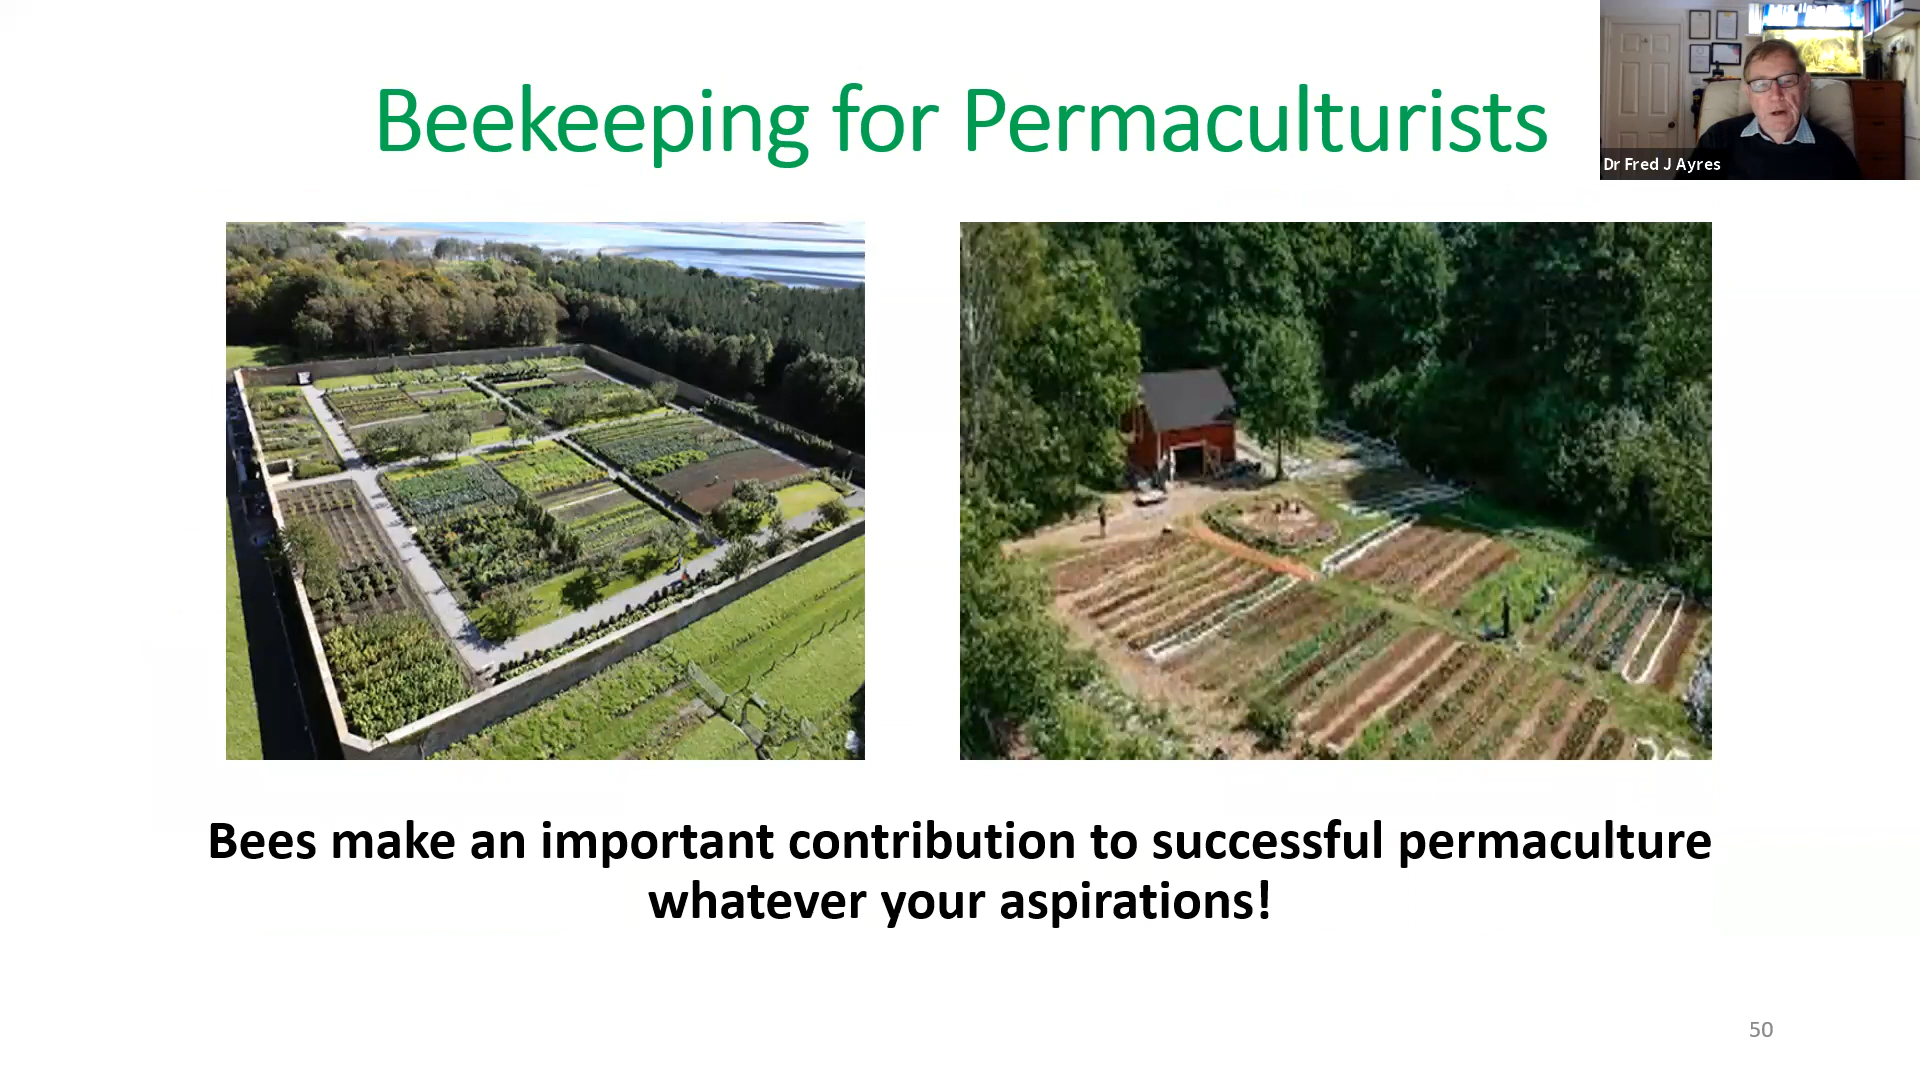 Beekeeping for Permaculturists
Dr Fred J Ayres
Bees make an important contribution to successful permaculture
whatever your aspirations!
50